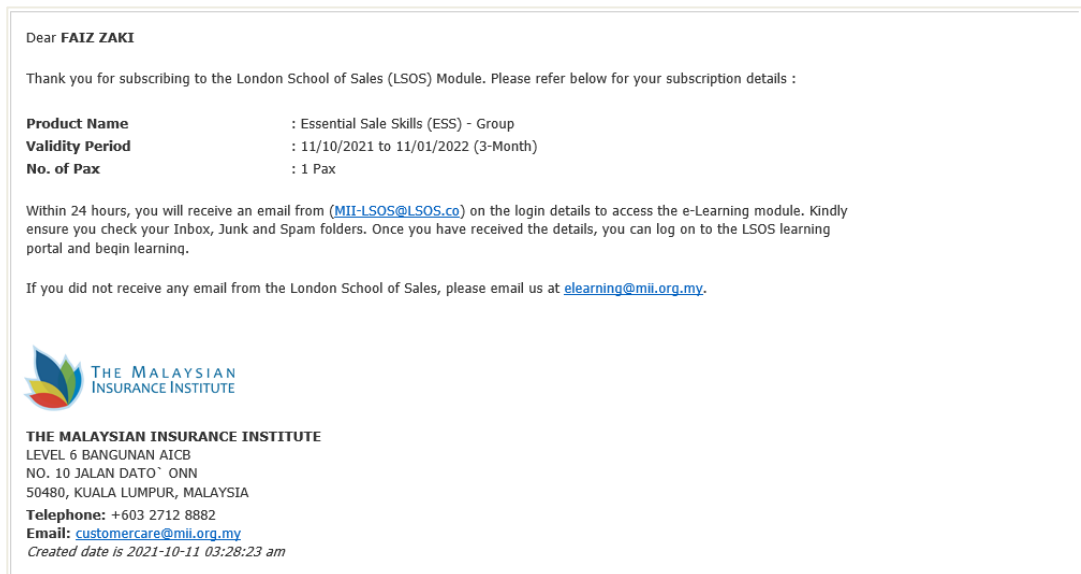 Dear FAIZ ZAKI
Thank you for subscribing to the London School of Sales (LSOS) Module. Please refer below for your subscription details :
Product Name : Essential Sale Skills (ESS) - Group
Validity Period : 11/10/2021 to 11/01/2022 (3-Month)
No. of Pax : 1 Pax
Within 24 hours, you will receive an email from (MII-LSOS@LSOS.co) on the login details to access the e-Learning module. Kindly
ensure you check your Inbox, Junk and Spam folders. Once you have received the details, you can log on to the LSOS learning
portal and begin learning.
If you did not receive any email from the London School of Sales, please email us at elearning@mii.org.my.
THE MALAYSIAN
INSURANCE INSTITUTE
THE MALAYSIAN INSURANCE INSTITUTE
LEVEL 6 BANGUNAN AICB
NO. 10 JALAN DATO` ONN
50480, KUALA LUMPUR, MALAYSIA
Telephone: +603 2712 8882
Email: customercare@mii.org.my
Created date is 2021-10-11 03:28:23 am